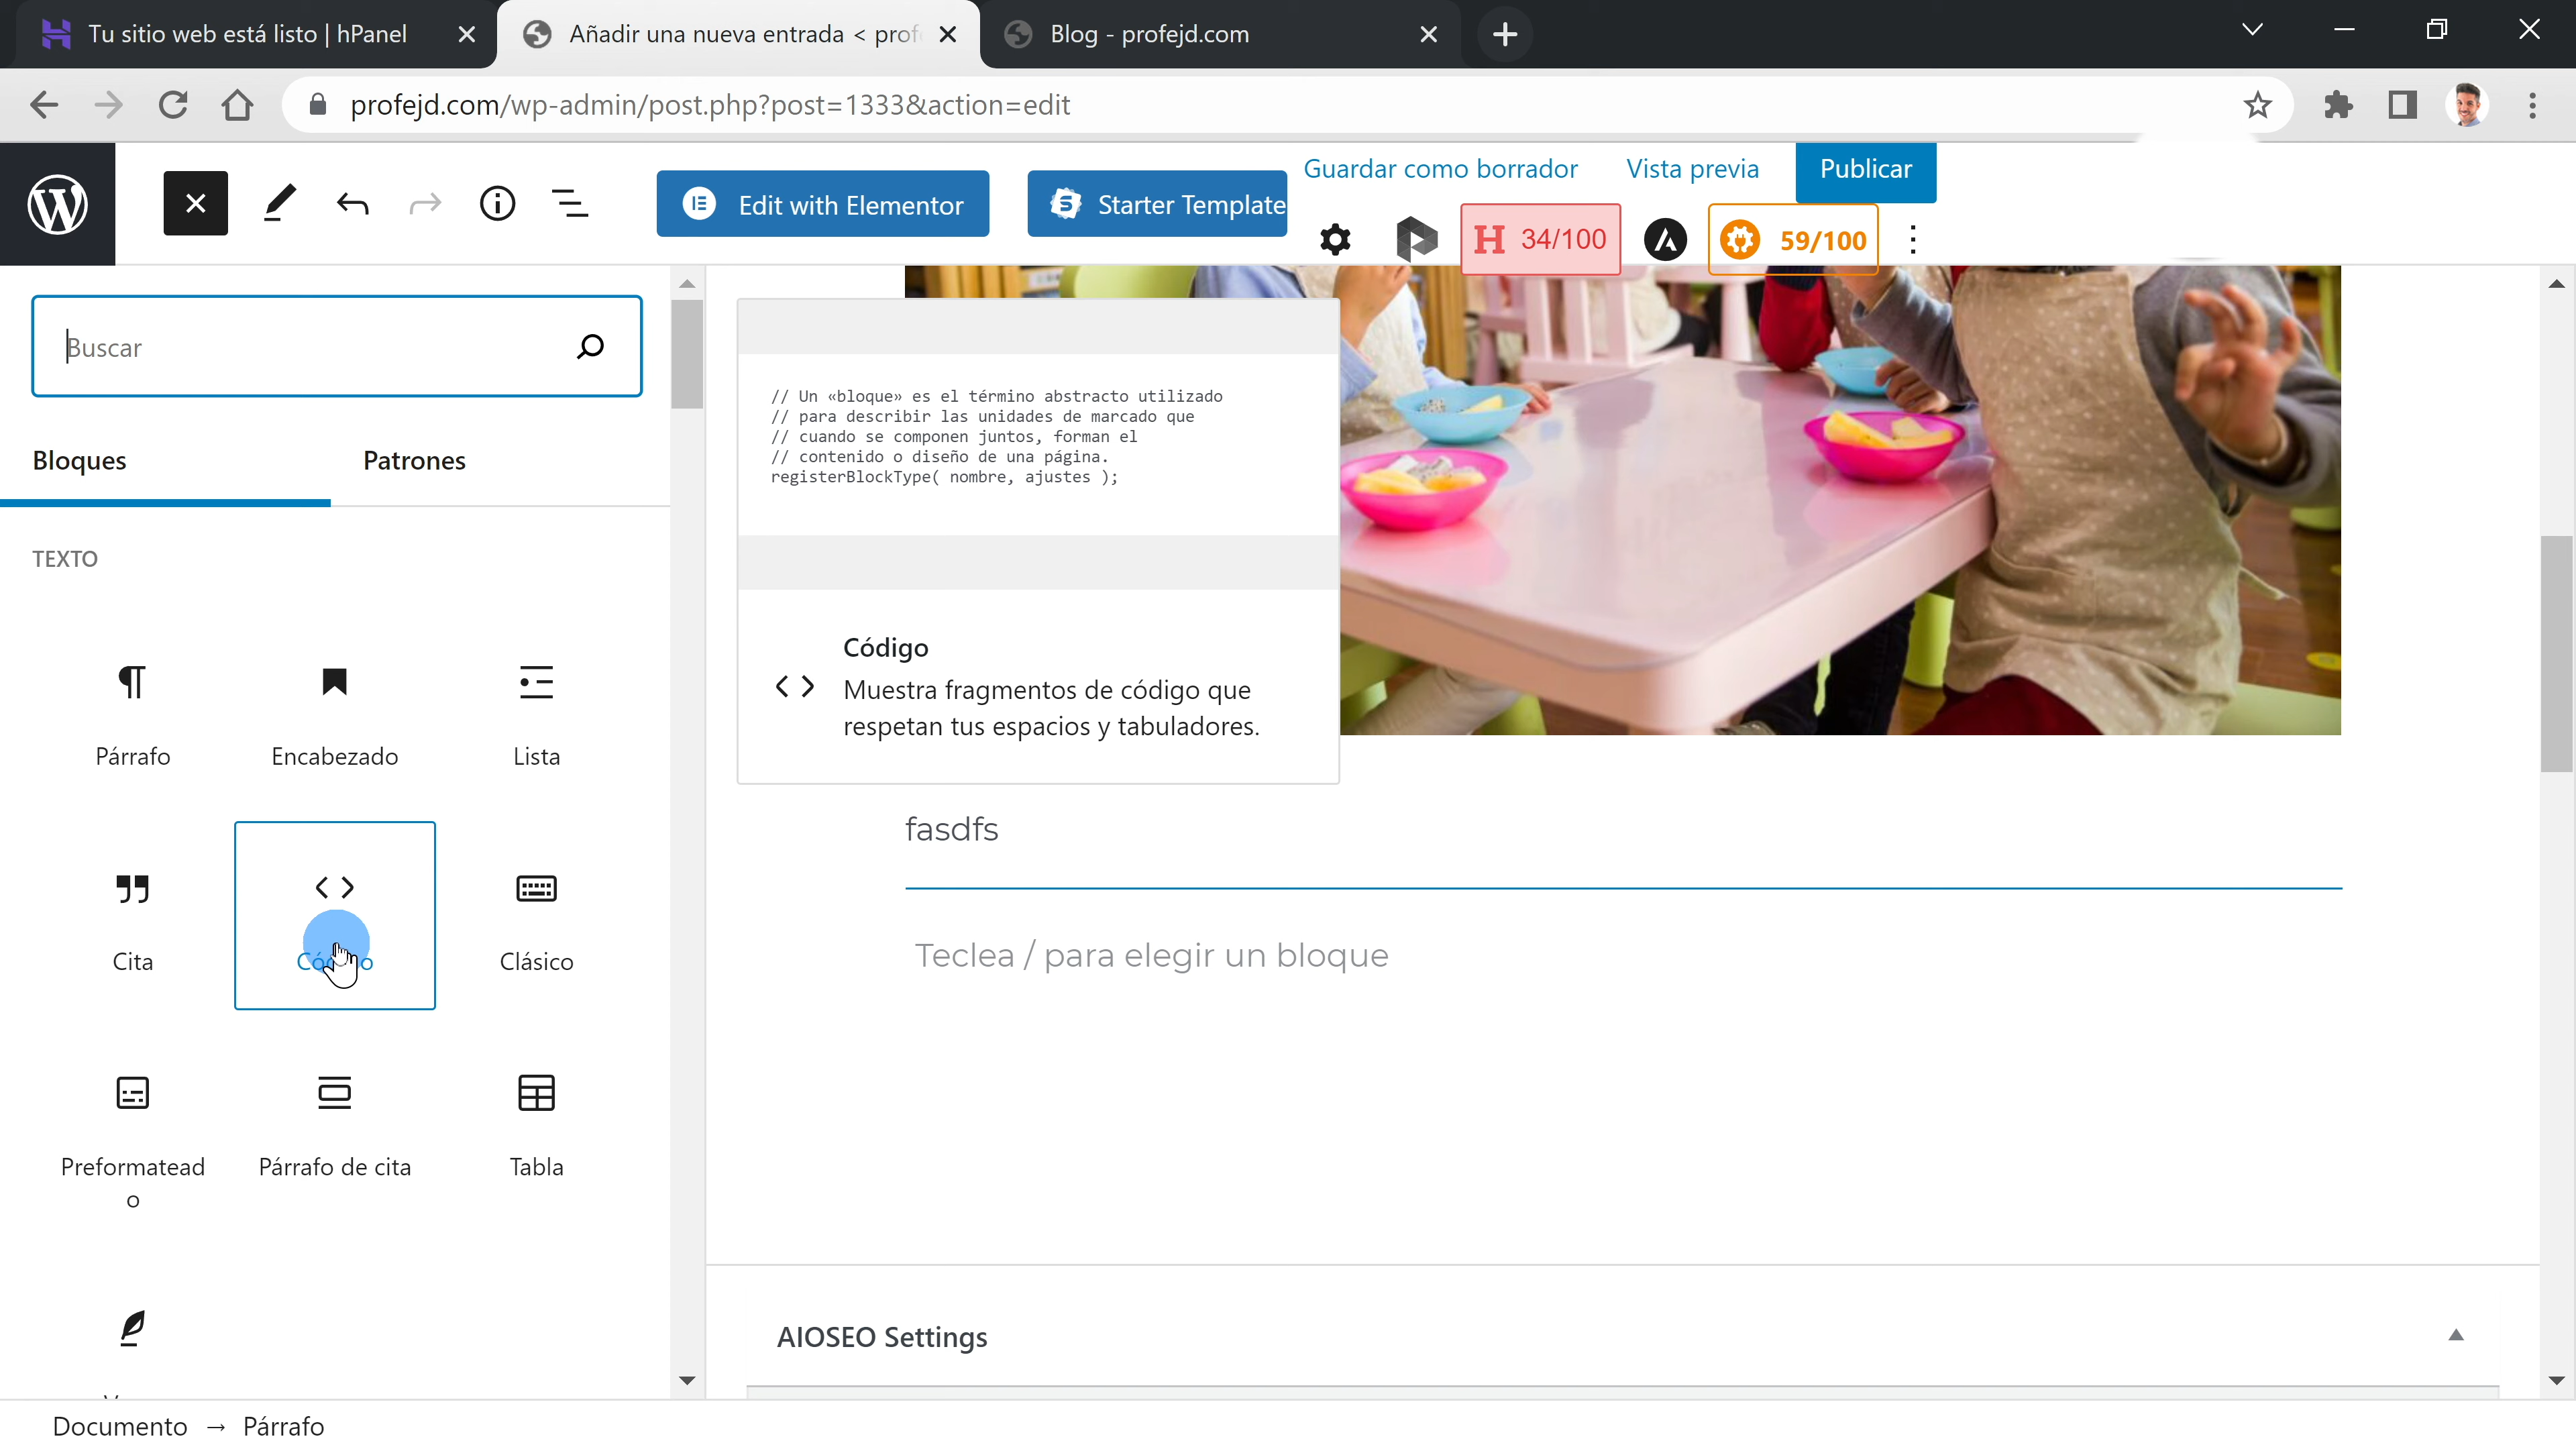 Tu sitio web está listo | hPanel
Añadir una nueva entrada < prof
Blog - profejd.com
profejd.com/wp-admin/post.php?post=1333&action=edit
Guardar como borrador
Vista previa
Publicar
Edit with Elementor
Starter Template
34/100
59/100
Buscar
Bloques
Patrones
TEXTO
Párrafo
Encabezado
Lista
Cita
Clásico
Preformatead
o
Párrafo de cita
Tabla
// Un «bloque» es el término abstracto utilizado
// para describir las unidades de marcado que
// cuando se componen juntos, forman el
// contenido o diseño de una página.
registerBlockType( nombre, ajustes );
Código
Muestra fragmentos de código que
respetan tus espacios y tabuladores.
fasdfs
Teclea / para elegir un bloque
AIOSEO Settings
Documento → Párrafo